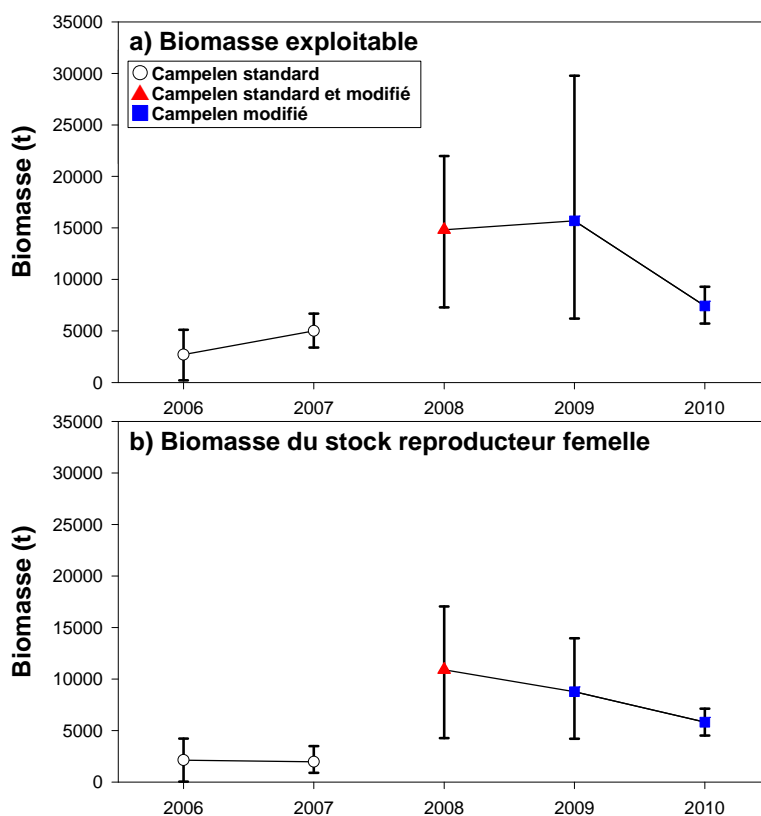 a) Biomasse exploitable
Campelen standard
Campelen standard et modifié
Campelen modifié
Biomasse (t)
35000
30000
25000
20000
15000
10000
5000
0
2006 2007 2008 2009 2010
b) Biomasse du stock reproducteur femelle
Biomasse (t)
35000
30000
25000
20000
15000
10000
5000
0
2006 2007 2008 2009 2010